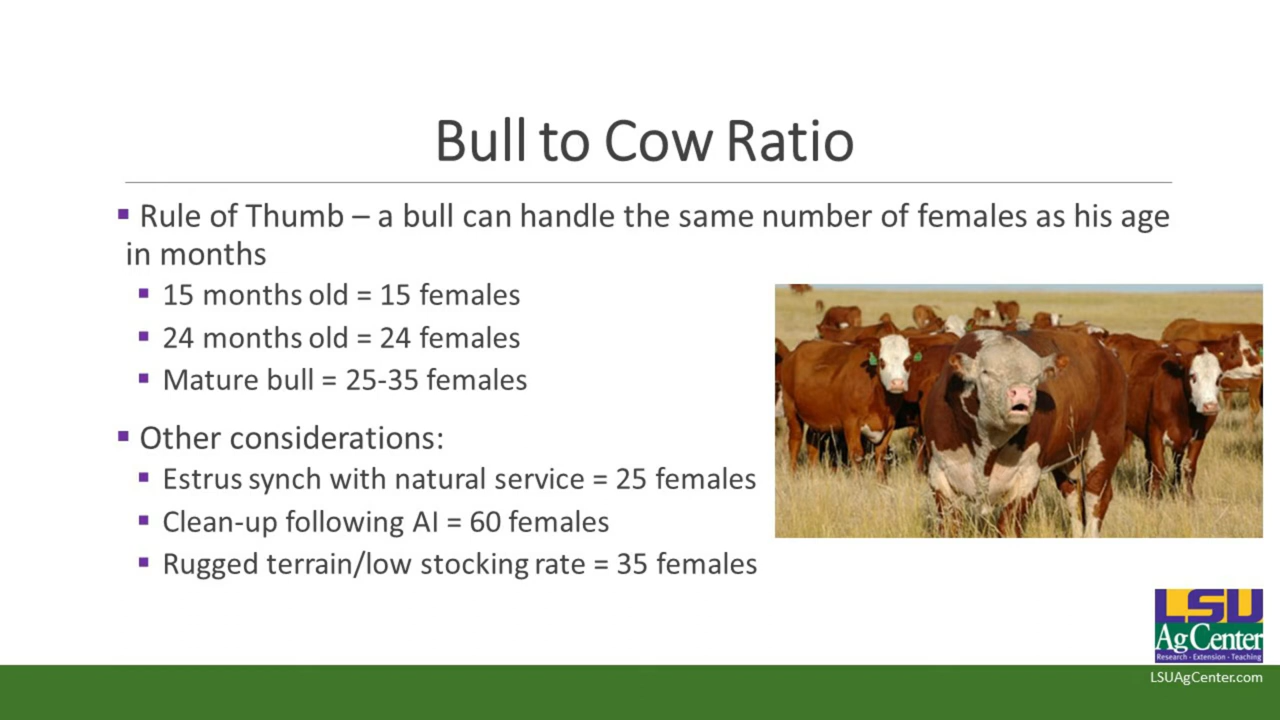 Bull to Cow Ratio
▪ Rule of Thumb – a bull can handle the same number of females as his age
in months
▪ 15 months old = 15 females
▪ 24 months old = 24 females
▪ Mature bull = 25-35 females
▪ Other considerations:
▪ Estrus synch with natural service = 25 females
▪ Clean-up following AI = 60 females
▪ Rugged terrain/low stocking rate = 35 females
LSU
AgCenter
Research - Extension - Teaching
LSUAgCenter.com